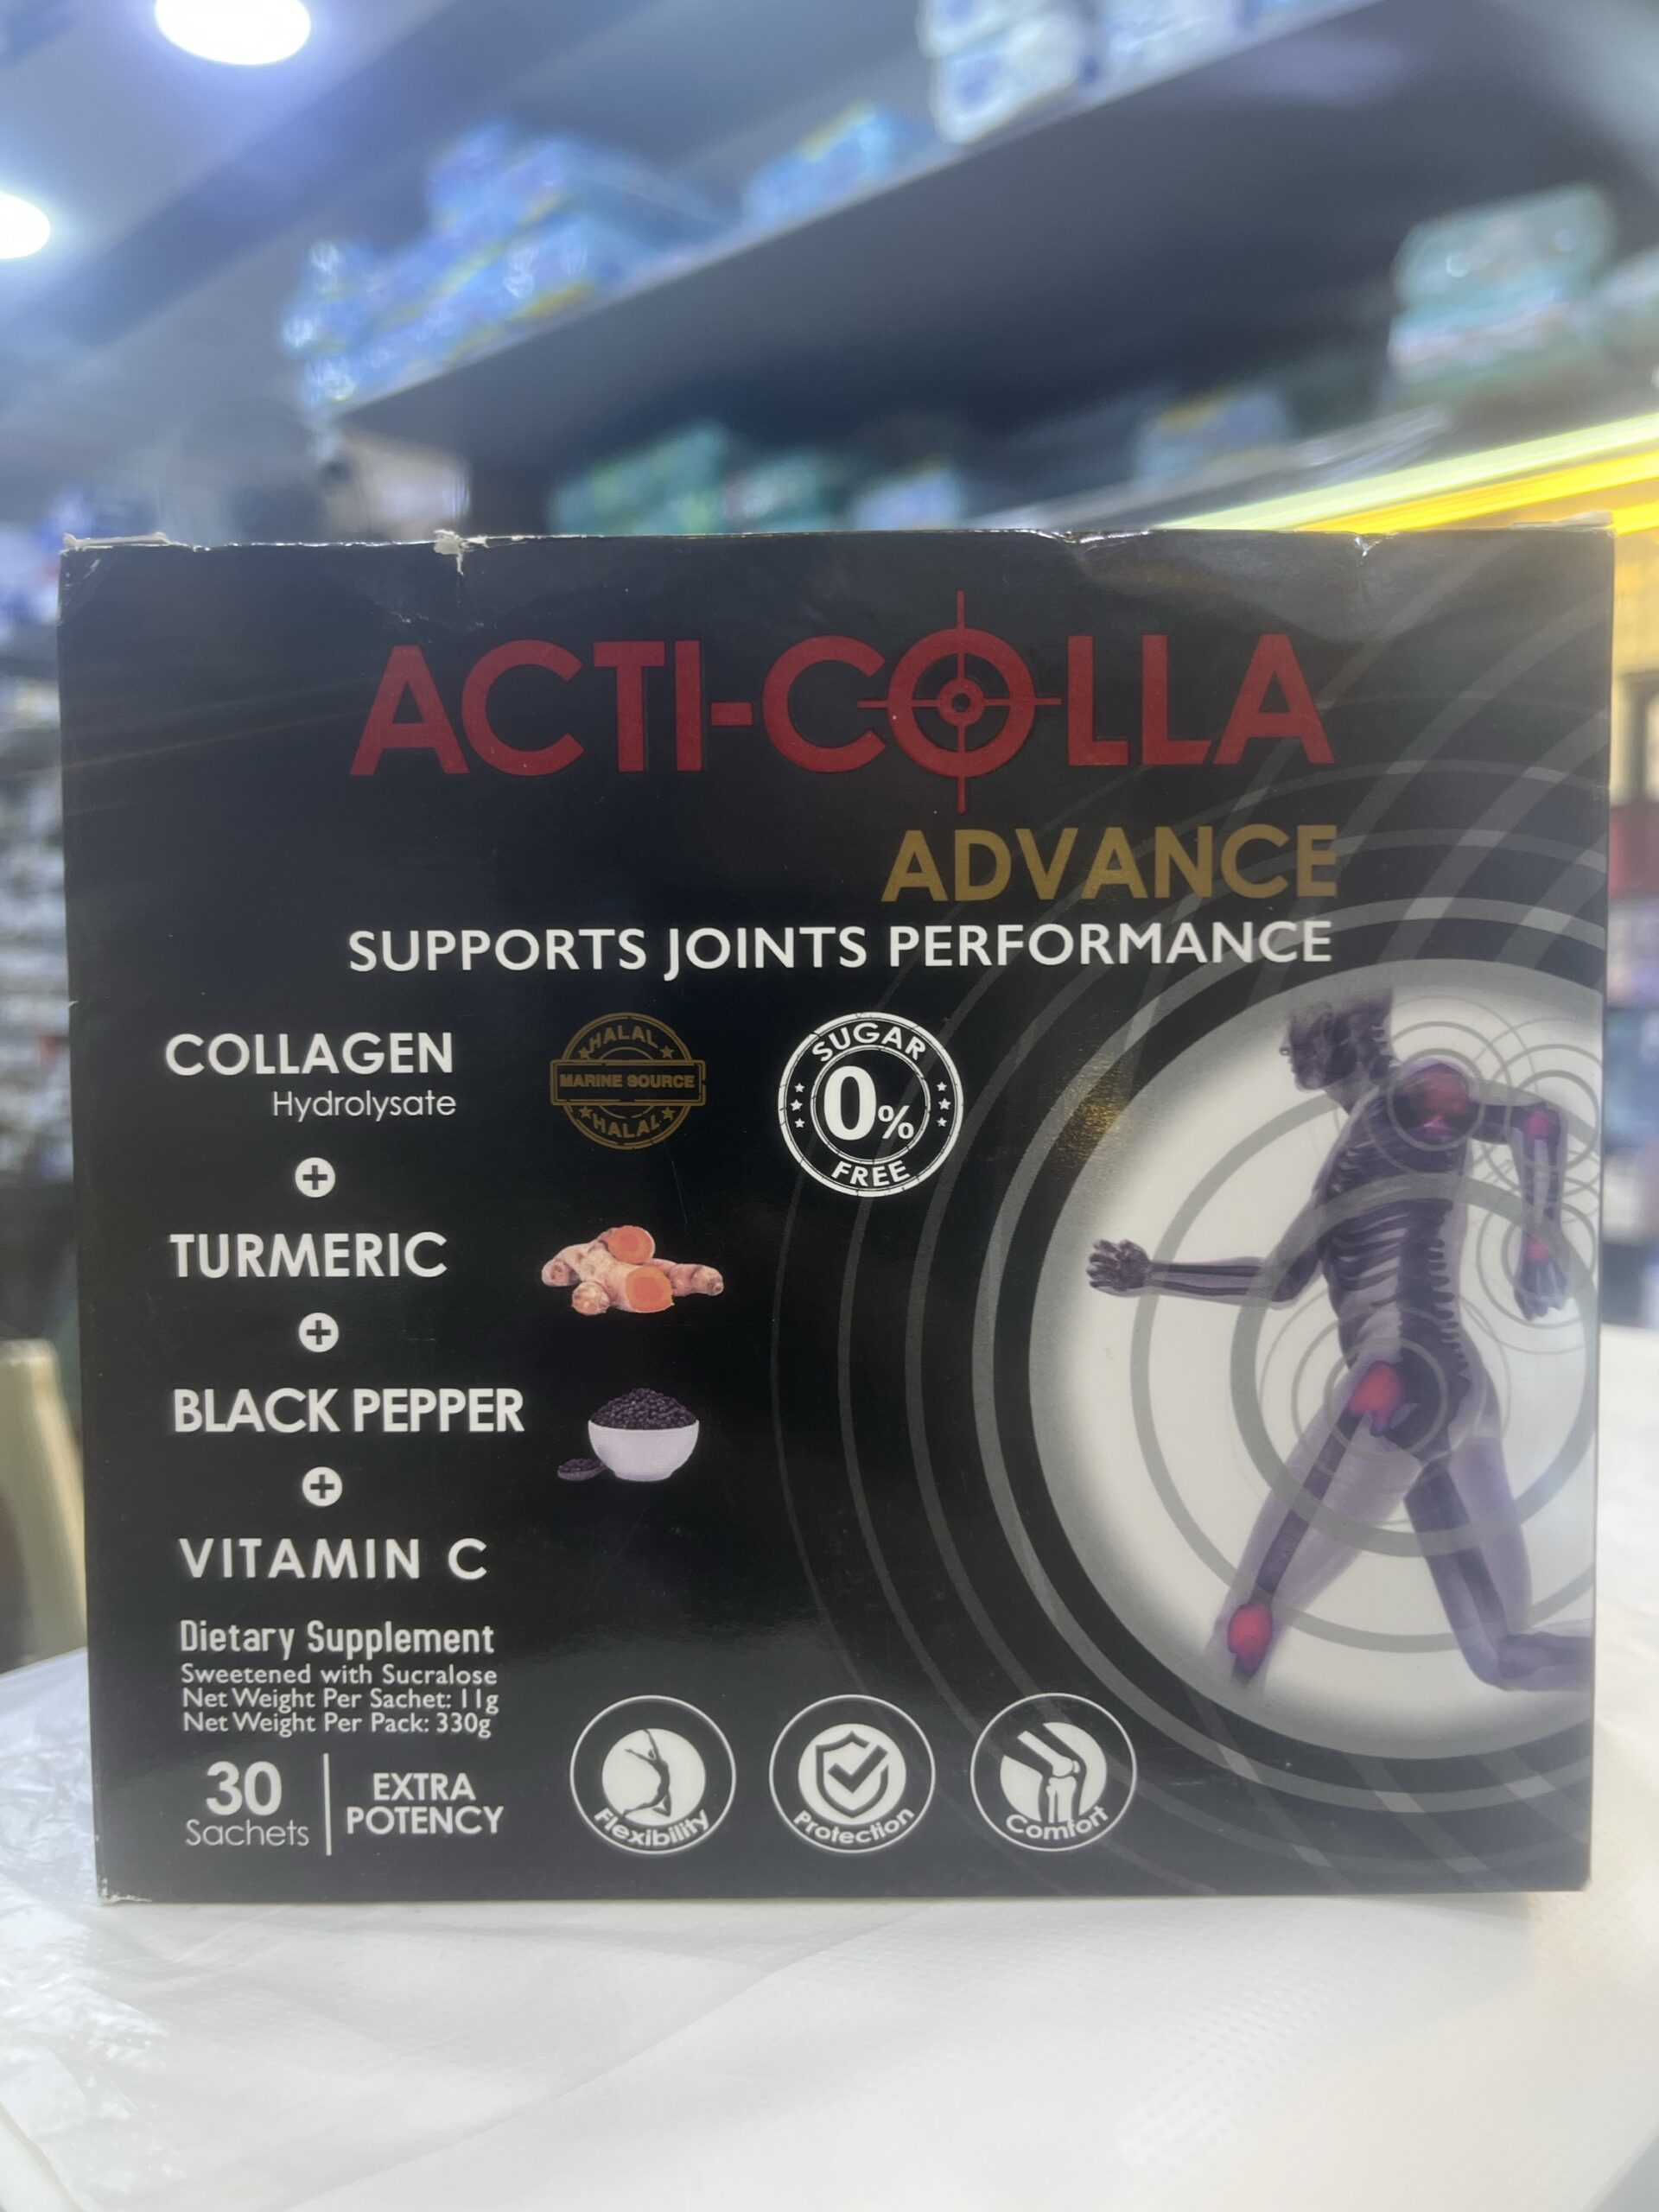 ACTI-COLLA
ADVANCE
SUPPORTS JOINTS PERFORMANCE
COLLAGEN
Hydrolysate
HALAL
MARINE SOURCE
HALAL
SUGAR
0%
FREE
+
TURMERIC
+
BLACK PEPPER
+
VITAMIN C
Dietary Supplement
Sweetened with Sucralose
Net Weight Per Sachet: 11g
Net Weight Per Pack: 330g
30
Sachets
EXTRA
POTENCY
Flexibility
Protection
Comfort